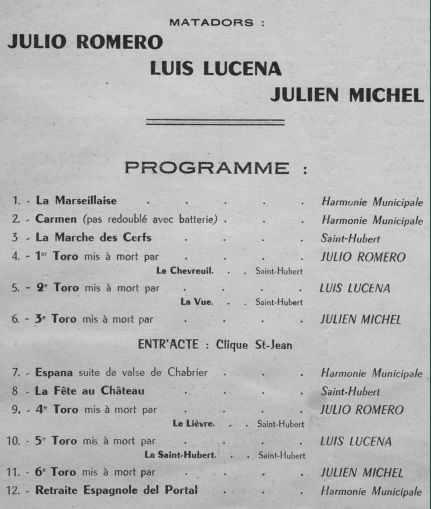 MATADORS :
JULIO ROMERO
LUIS LUCENA
JULIEN MICHEL
PROGRAMME :
1. - La Marseillaise . . . . . Harmonie Municipale
2. - Carmen (pas redoublé avec batterie) . . . Harmonie Municipale
3 - La Marche des Cerfs . . . . Saint-Hubert
4. - 1er Toro mis à mort par . . . . JULIO ROMERO
Le Chevreuil. . . Saint-Hubert
5. - 2e Toro mis à mort par . . . . LUIS LUCENA
La Vue. . . Saint-Hubert
6. - 3e Toro mis à mort par . . . . JULIEN MICHEL
ENTR'ACTE : Clique St-Jean
7. - Espana suite de valse de Chabrier . . . Harmonie Municipale
8 - La Fête au Château . . . . Saint-Hubert
9. - 4e Toro mis à mort par . . . . JULIO ROMERO
Le Lièvre. . . Saint-Hubert
10. - 5e Toro mis à mort par . . . . LUIS LUCENA
La Saint-Hubert. . . Saint-Hubert
11. - 6e Toro mis à mort par . . . . JULIEN MICHEL
12. - Retraite Espagnole del Portal . . . Harmonie Municipale